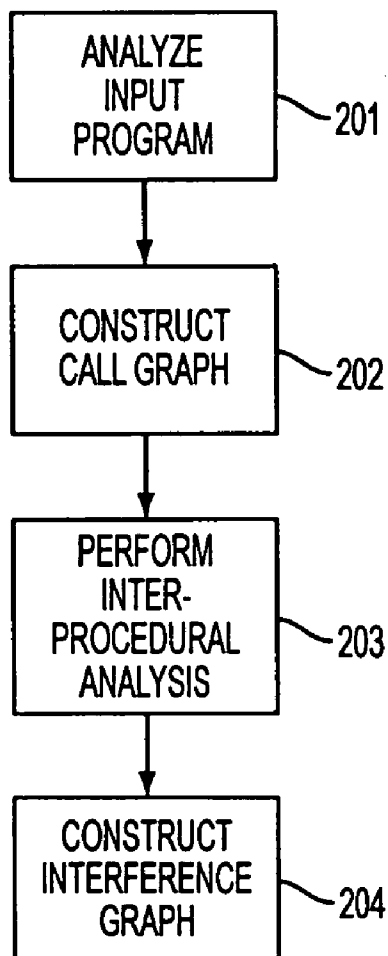 ANALYZE
INPUT
PROGRAM
201
CONSTRUCT
CALL GRAPH
202
PERFORM
INTER-
PROCEDURAL
ANALYSIS
203
CONSTRUCT
INTERFERENCE
GRAPH
204